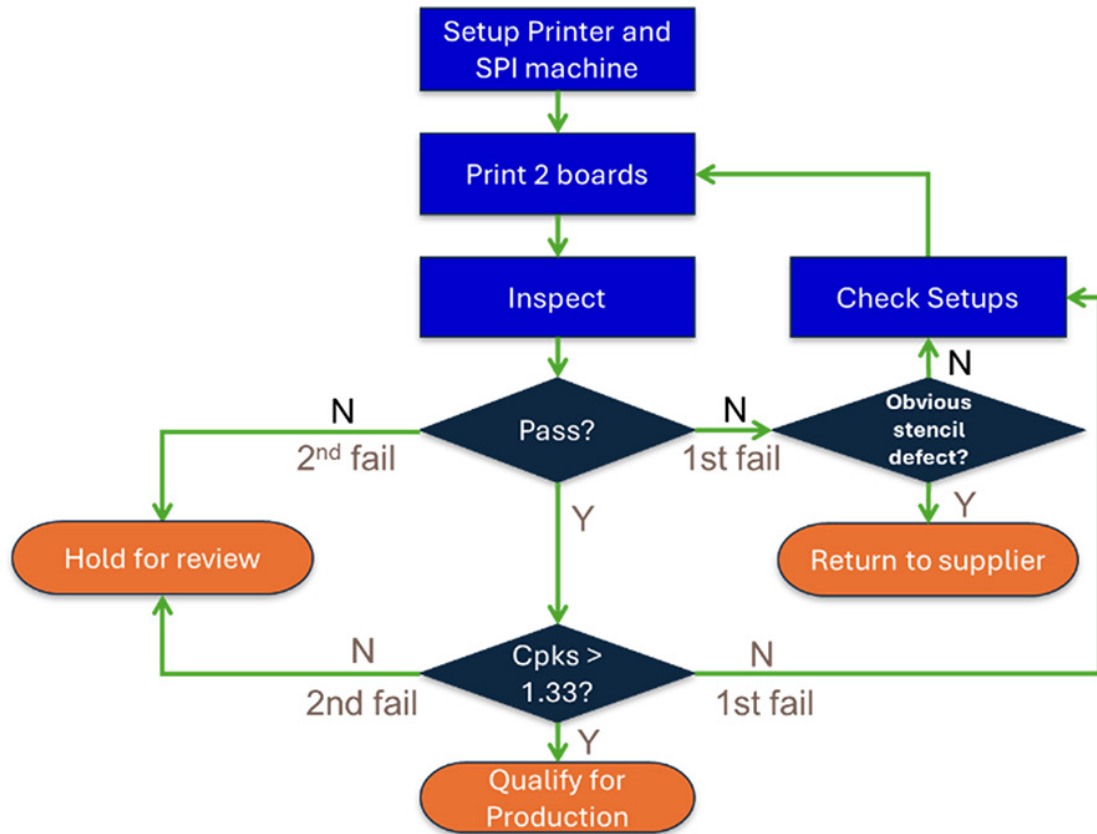 Setup Printer and
SPI machine
Print 2 boards
Inspect
Check Setups
N
Pass?
N
N
Obvious
stencil
defect?
2nd fail
1st fail
Y
Y
Hold for review
Return to supplier
N
Cpks >
1.33?
N
2nd fail
1st fail
Y
Qualify for
Production